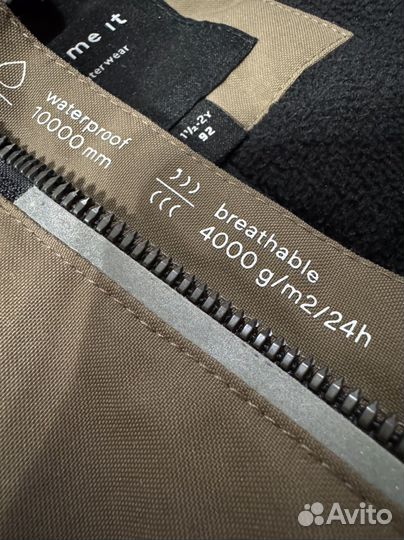 me it
terwear
1½-2Y
92
waterproof
10000 mm
breathable
4000 g/m2/24h
Avito